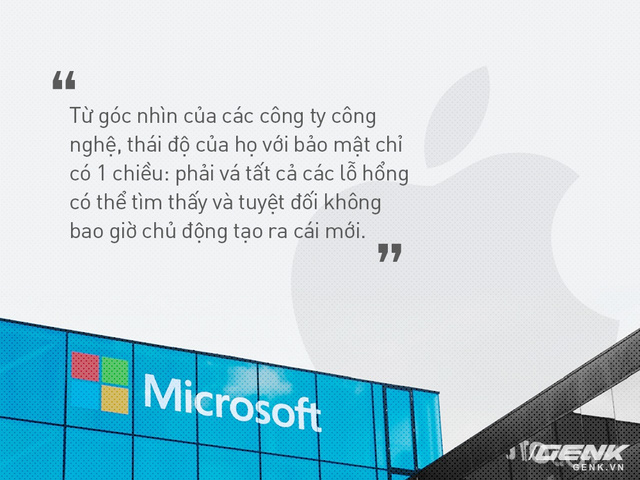 “
Từ góc nhìn của các công ty công
nghệ, thái độ của họ với bảo mật chỉ
có 1 chiều: phải vá tất cả các lỗ hổng
có thể tìm thấy và tuyệt đối không
bao giờ chủ động tạo ra cái mới.
”
Microsoft
GENK
GENK.VN